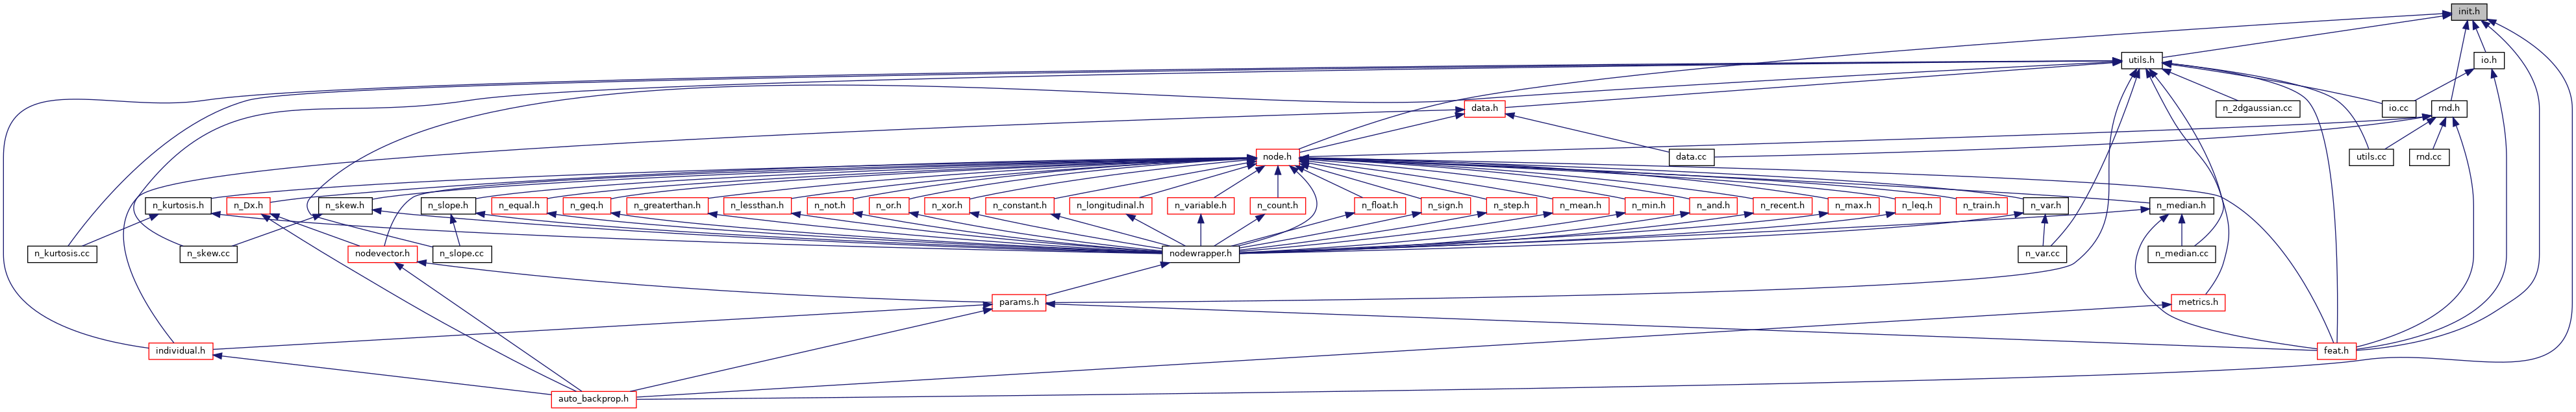 init.h
utils.h
io.h
data.h
n_2dgaussian.cc
io.cc
rnd.h
node.h
data.cc
utils.cc
rnd.cc
n_kurtosis.h
n_Dx.h
n_skew.h
n_slope.h
n_equal.h
n_geq.h
n_greaterthan.h
n_lessthan.h
n_not.h
n_or.h
n_xor.h
n_constant.h
n_longitudinal.h
n_variable.h
n_count.h
n_float.h
n_sign.h
n_step.h
n_mean.h
n_min.h
n_and.h
n_recent.h
n_max.h
n_leq.h
n_train.h
n_var.h
n_median.h
n_kurtosis.cc
n_skew.cc
nodevector.h
n_slope.cc
nodewrapper.h
n_var.cc
n_median.cc
params.h
metrics.h
individual.h
feat.h
auto_backprop.h